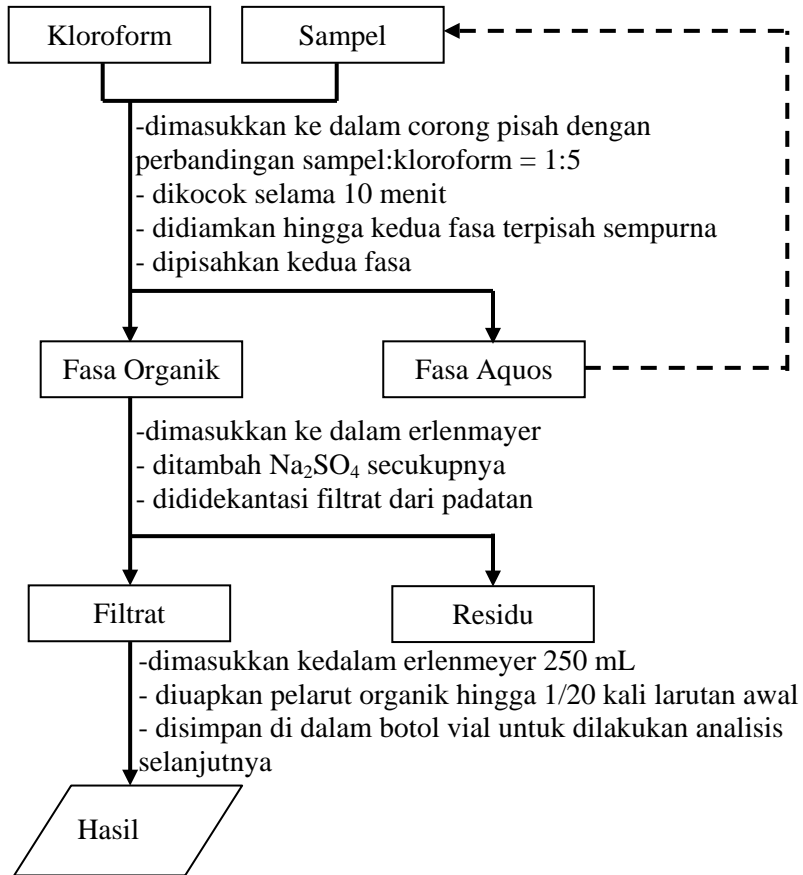 Kloroform
Sampel
-dimasukkan ke dalam corong pisah dengan
perbandingan sampel:kloroform = 1:5
- dikocok selama 10 menit
- didiamkan hingga kedua fasa terpisah sempurna
- dipisahkan kedua fasa
Fasa Organik
Fasa Aquos
-dimasukkan ke dalam erlenmayer
- ditambah Na₂SO₄ secukupnya
- dididekantasi filtrat dari padatan
Filtrat
Residu
-dimasukkan kedalam erlenmeyer 250 mL
- diuapkan pelarut organik hingga 1/20 kali larutan awal
- disimpan di dalam botol vial untuk dilakukan analisis
selanjutnya
Hasil